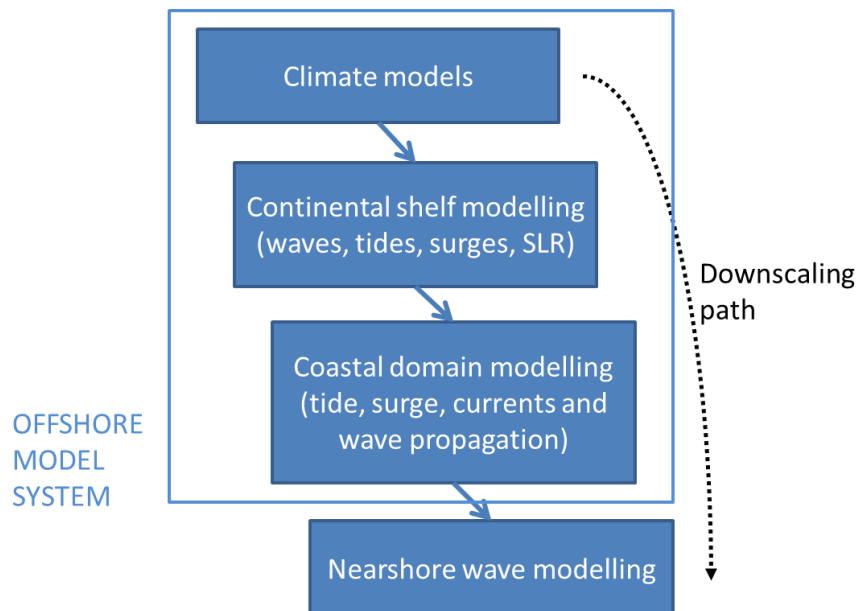 Climate models
Continental shelf modelling
(waves, tides, surges, SLR)
Downscaling
path
Coastal domain modelling
(tide, surge, currents and
wave propagation)
OFFSHORE
MODEL
SYSTEM
Nearshore wave modelling